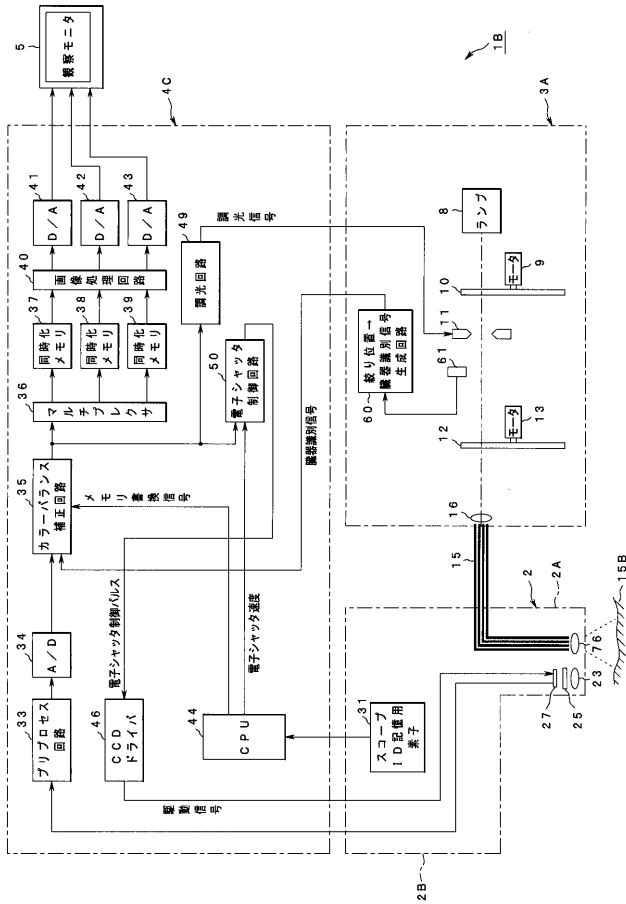 1B
5
観察モニタ
4C
41
D/A
42
D/A
43
D/A
40
画像処理回路
37
同時化
メモリ
38
同時化
メモリ
39
同時化
メモリ
36
マルチプレクサ
49
調光回路
調光信号
50
電子シャッタ
制御回路
35
カラーバランス
補正回路
メモリ書換信号
臓器識別信号
34
A/D
33
プリプロセス
回路
電子シャッタ制御パルス
電子シャッタ速度
46
CCD
ドライバ
44
CPU
駆動信号
3A
8
ランプ
9
モータ
10
11
61
60
絞り位置→
臓器識別信号
生成回路
12
13
モータ
16
15
2
2A
15B
76
23
25
27
31
スコープ
ID記憶用
素子
2B